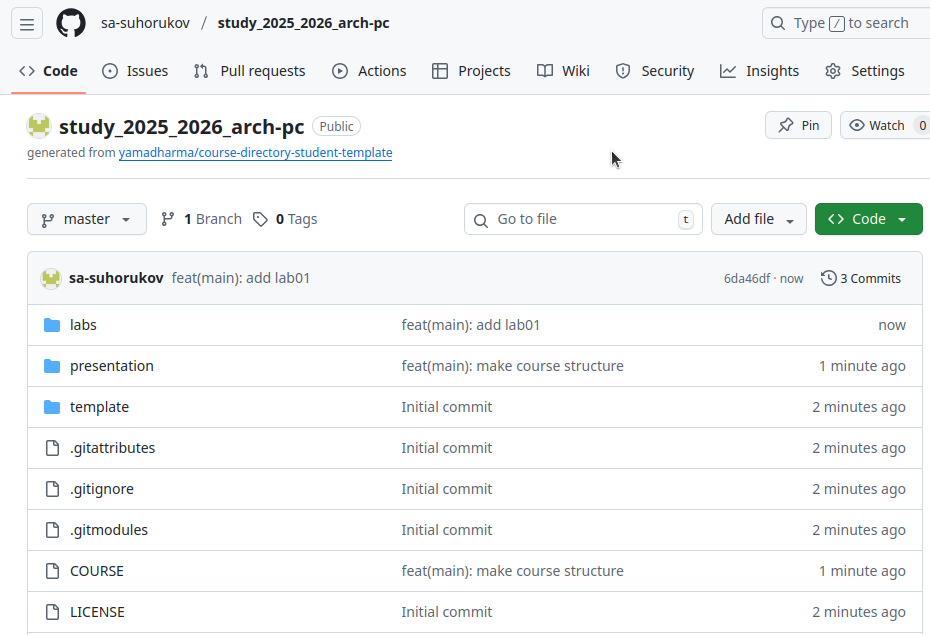 sa-suhorukov / study_2025_2026_arch-pc Type / to search
Code Issues Pull requests Actions Projects Wiki Security Insights Settings
study_2025_2026_arch-pc Public Pin Watch 0
generated from yamadharma/course-directory-student-template
master 1 Branch 0 Tags Go to file t Add file Code
sa-suhorukov feat(main): add lab01 6da46df · now 3 Commits
labs feat(main): add lab01 now
presentation feat(main): make course structure 1 minute ago
template Initial commit 2 minutes ago
.gitattributes Initial commit 2 minutes ago
.gitignore Initial commit 2 minutes ago
.gitmodules Initial commit 2 minutes ago
COURSE feat(main): make course structure 1 minute ago
LICENSE Initial commit 2 minutes ago